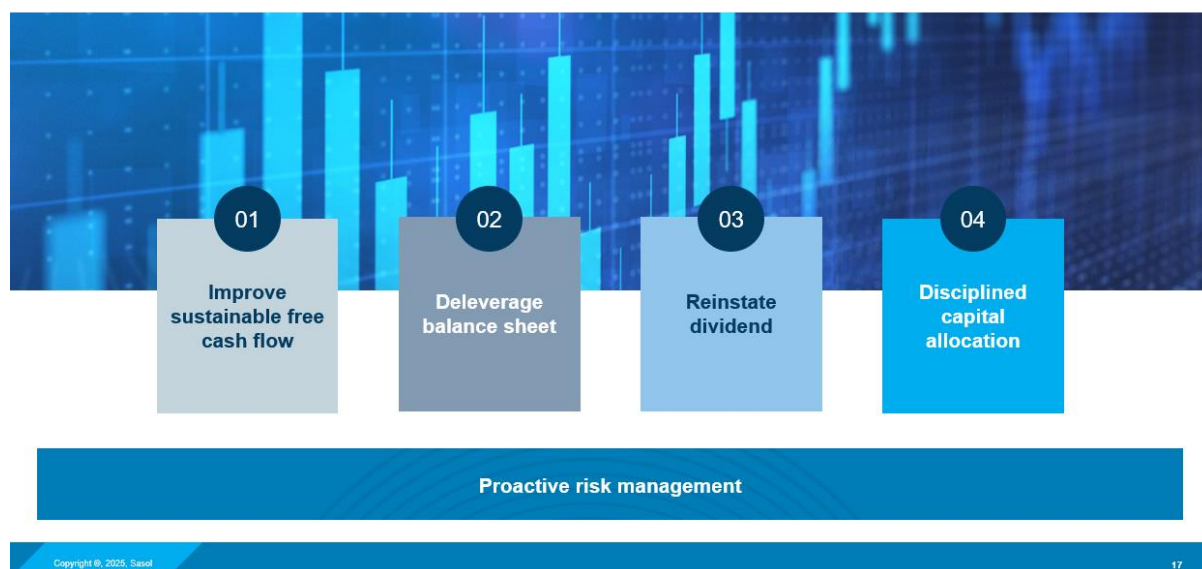 01
Improve
sustainable free
cash flow
02
Deleverage
balance sheet
03
Reinstate
dividend
04
Disciplined
capital
allocation
Proactive risk management
Copyright ©, 2025, Sasol
17